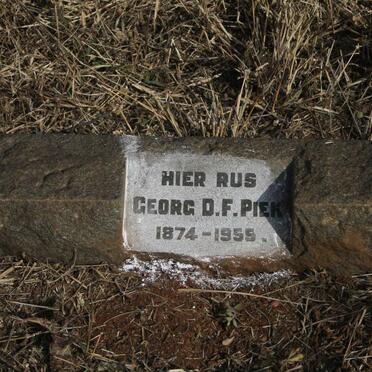 HIER RUS
GEORG D.F. PIEK
1874-1955.